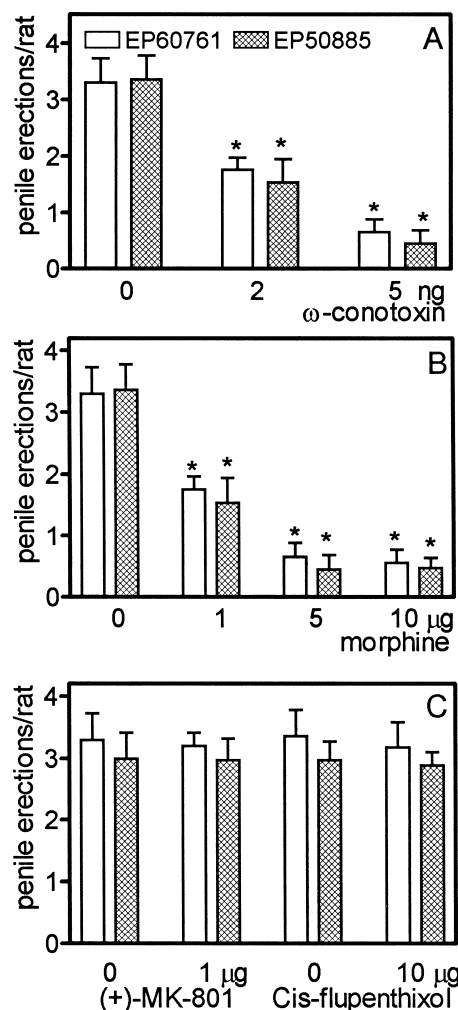 EP60761 EP50885 A
4
3
2
1
0
penile erections/rat
* * * *
0 2 5 ng
ω-conotoxin
B
4
3
2
1
0
penile erections/rat
* * * * * *
0 1 5 10 μg
morphine
C
4
3
2
1
0
penile erections/rat
0 1 μg 0 10 μg
(+)-MK-801 Cis-flupenthixol